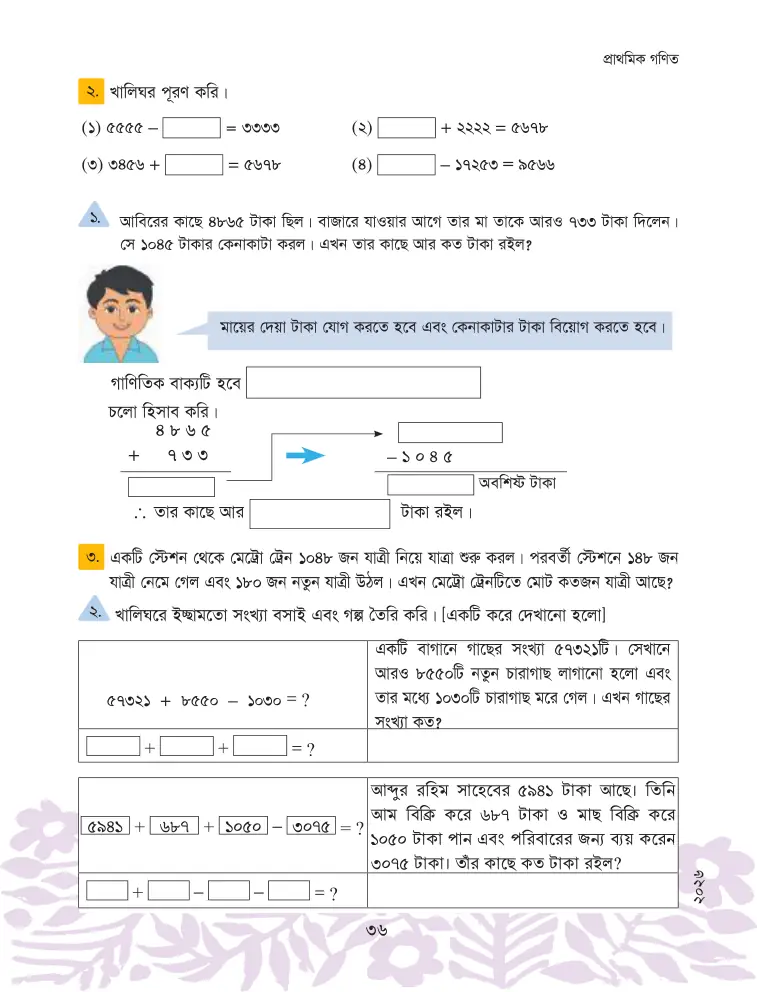 প্রাথমিক গণিত
২. খালিঘর পূরণ করি।
(১) ৫৫৫৫ – = ৩৩৩৩ (২) + ২২২২ = ৫৬৭৮
(৩) ৩৪৫৬ + = ৫৬৭৮ (৪) – ১৭২৫৩ = ৯৫৬৬
১. আবিরের কাছে ৪৮৬৫ টাকা ছিল। বাজারে যাওয়ার আগে তার মা তাকে আরও ৭৩৩ টাকা দিলেন।
সে ১০৪৫ টাকার কেনাকাটা করল। এখন তার কাছে আর কত টাকা রইল?
মায়ের দেয়া টাকা যোগ করতে হবে এবং কেনাকাটার টাকা বিয়োগ করতে হবে।
গাণিতিক বাক্যটি হবে
চলো হিসাব করি।
৪ ৮ ৬ ৫
+ ৭ ৩ ৩
– ১ ০ ৪ ৫
অবশিষ্ট টাকা
∴ তার কাছে আর টাকা রইল।
৩. একটি স্টেশন থেকে মেট্রো ট্রেন ১০৪৮ জন যাত্রী নিয়ে যাত্রা শুরু করল। পরবর্তী স্টেশনে ১৪৮ জন
যাত্রী নেমে গেল এবং ১৮০ জন নতুন যাত্রী উঠল। এখন মেট্রো ট্রেনটিতে মোট কতজন যাত্রী আছে?
২. খালিঘরে ইচ্ছামতো সংখ্যা বসাই এবং গল্প তৈরি করি। [একটি করে দেখানো হলো]
৫৭৩২১ + ৮৫৫০ – ১০৩০ = ?
একটি বাগানে গাছের সংখ্যা ৫৭৩২১টি। সেখানে
আরও ৮৫৫০টি নতুন চারাগাছ লাগানো হলো এবং
তার মধ্যে ১০৩০টি চারাগাছ মরে গেল। এখন গাছের
সংখ্যা কত?
+ + = ?
৫৯৪১ + ৬৮৭ + ১০৫০ – ৩০৭৫ = ?
আব্দুর রহিম সাহেবের ৫৯৪১ টাকা আছে। তিনি
আম বিক্রি করে ৬৮৭ টাকা ও মাছ বিক্রি করে
১০৫০ টাকা পান এবং পরিবারের জন্য ব্যয় করেন
৩০৭৫ টাকা। তাঁর কাছে কত টাকা রইল?
+ – – = ?
২০২৬
৩৬